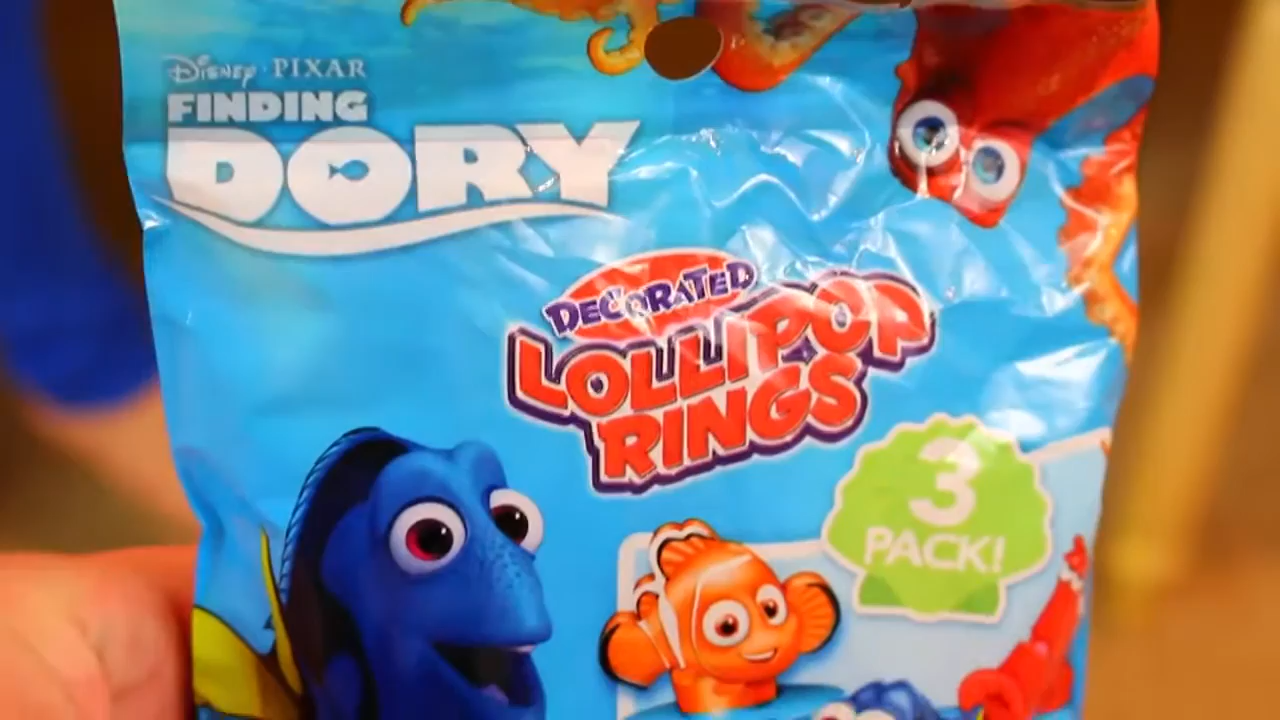 Disney · PIXAR
FINDING
DORY
DECORATED
LOLLIPOP
RINGS
3
PACK!